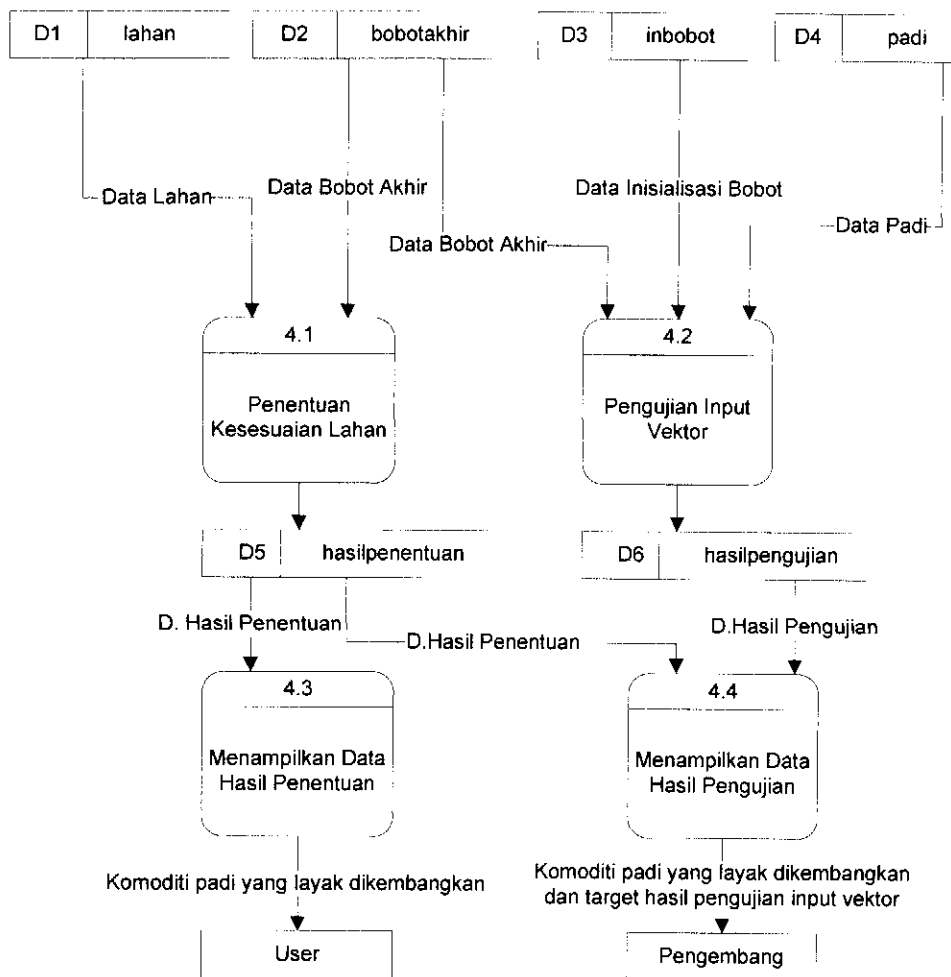 D1 lahan
D2 bobotakhir
D3 inbobot
D4 padi
Data Lahan
Data Bobot Akhir
Data Inisialisasi Bobot
Data Bobot Akhir
Data Padi
4.1
Penentuan
Kesesuaian Lahan
4.2
Pengujian Input
Vektor
D5 hasilpenentuan
D6 hasilpengujian
D. Hasil Penentuan
D.Hasil Penentuan
D.Hasil Pengujian
4.3
Menampilkan Data
Hasil Penentuan
4.4
Menampilkan Data
Hasil Pengujian
Komoditi padi yang layak dikembangkan
Komoditi padi yang layak dikembangkan
dan target hasil pengujian input vektor
User
Pengembang